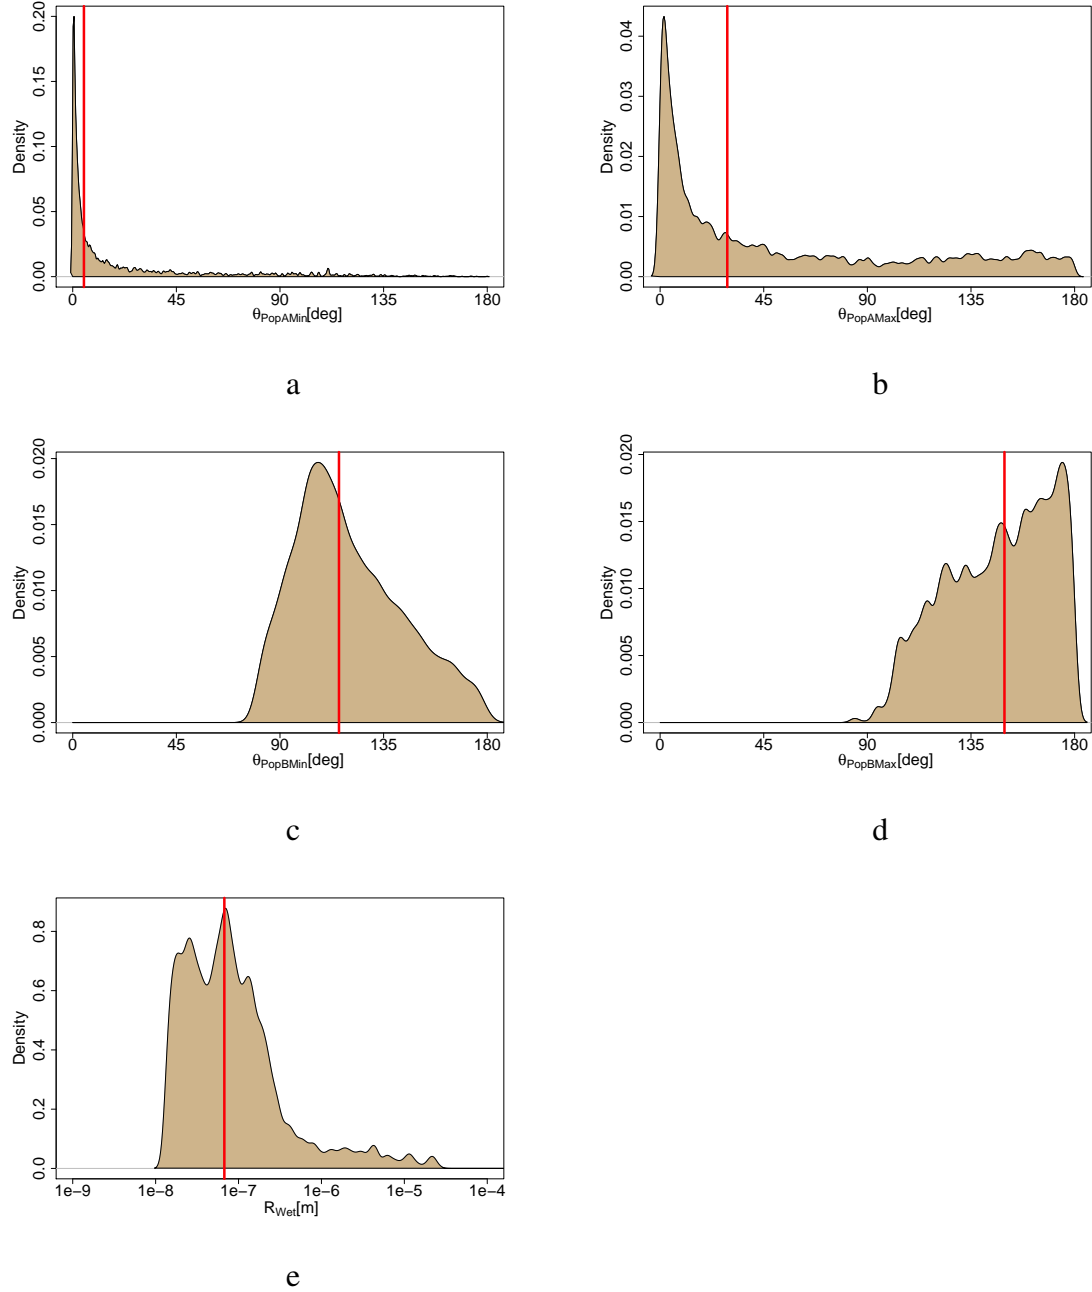 Density
0.00 0.05 0.10 0.15 0.20
0 45 90 135 180
θPopAMin[deg]
a
Density
0.00 0.01 0.02 0.03 0.04
0 45 90 135 180
θPopAMax[deg]
b
Density
0.000 0.005 0.010 0.015 0.020
0 45 90 135 180
θPopBMin[deg]
c
Density
0.000 0.005 0.010 0.015 0.020
0 45 90 135 180
θPopBMax[deg]
d
Density
0.0 0.2 0.4 0.6 0.8
1e−9 1e−8 1e−7 1e−6 1e−5 1e−4
RWet[m]
e